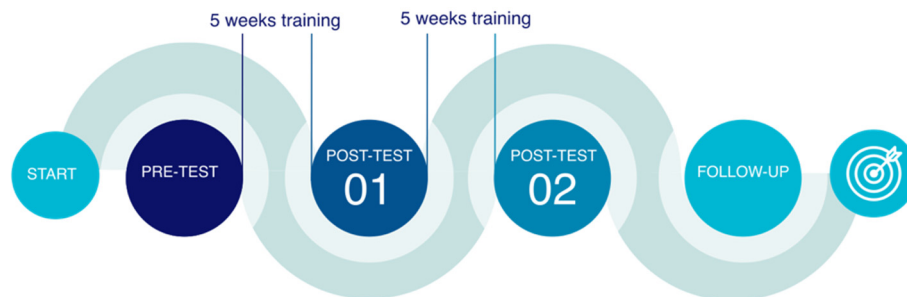 5 weeks training
5 weeks training
START
PRE-TEST
POST-TEST
01
POST-TEST
02
FOLLOW-UP